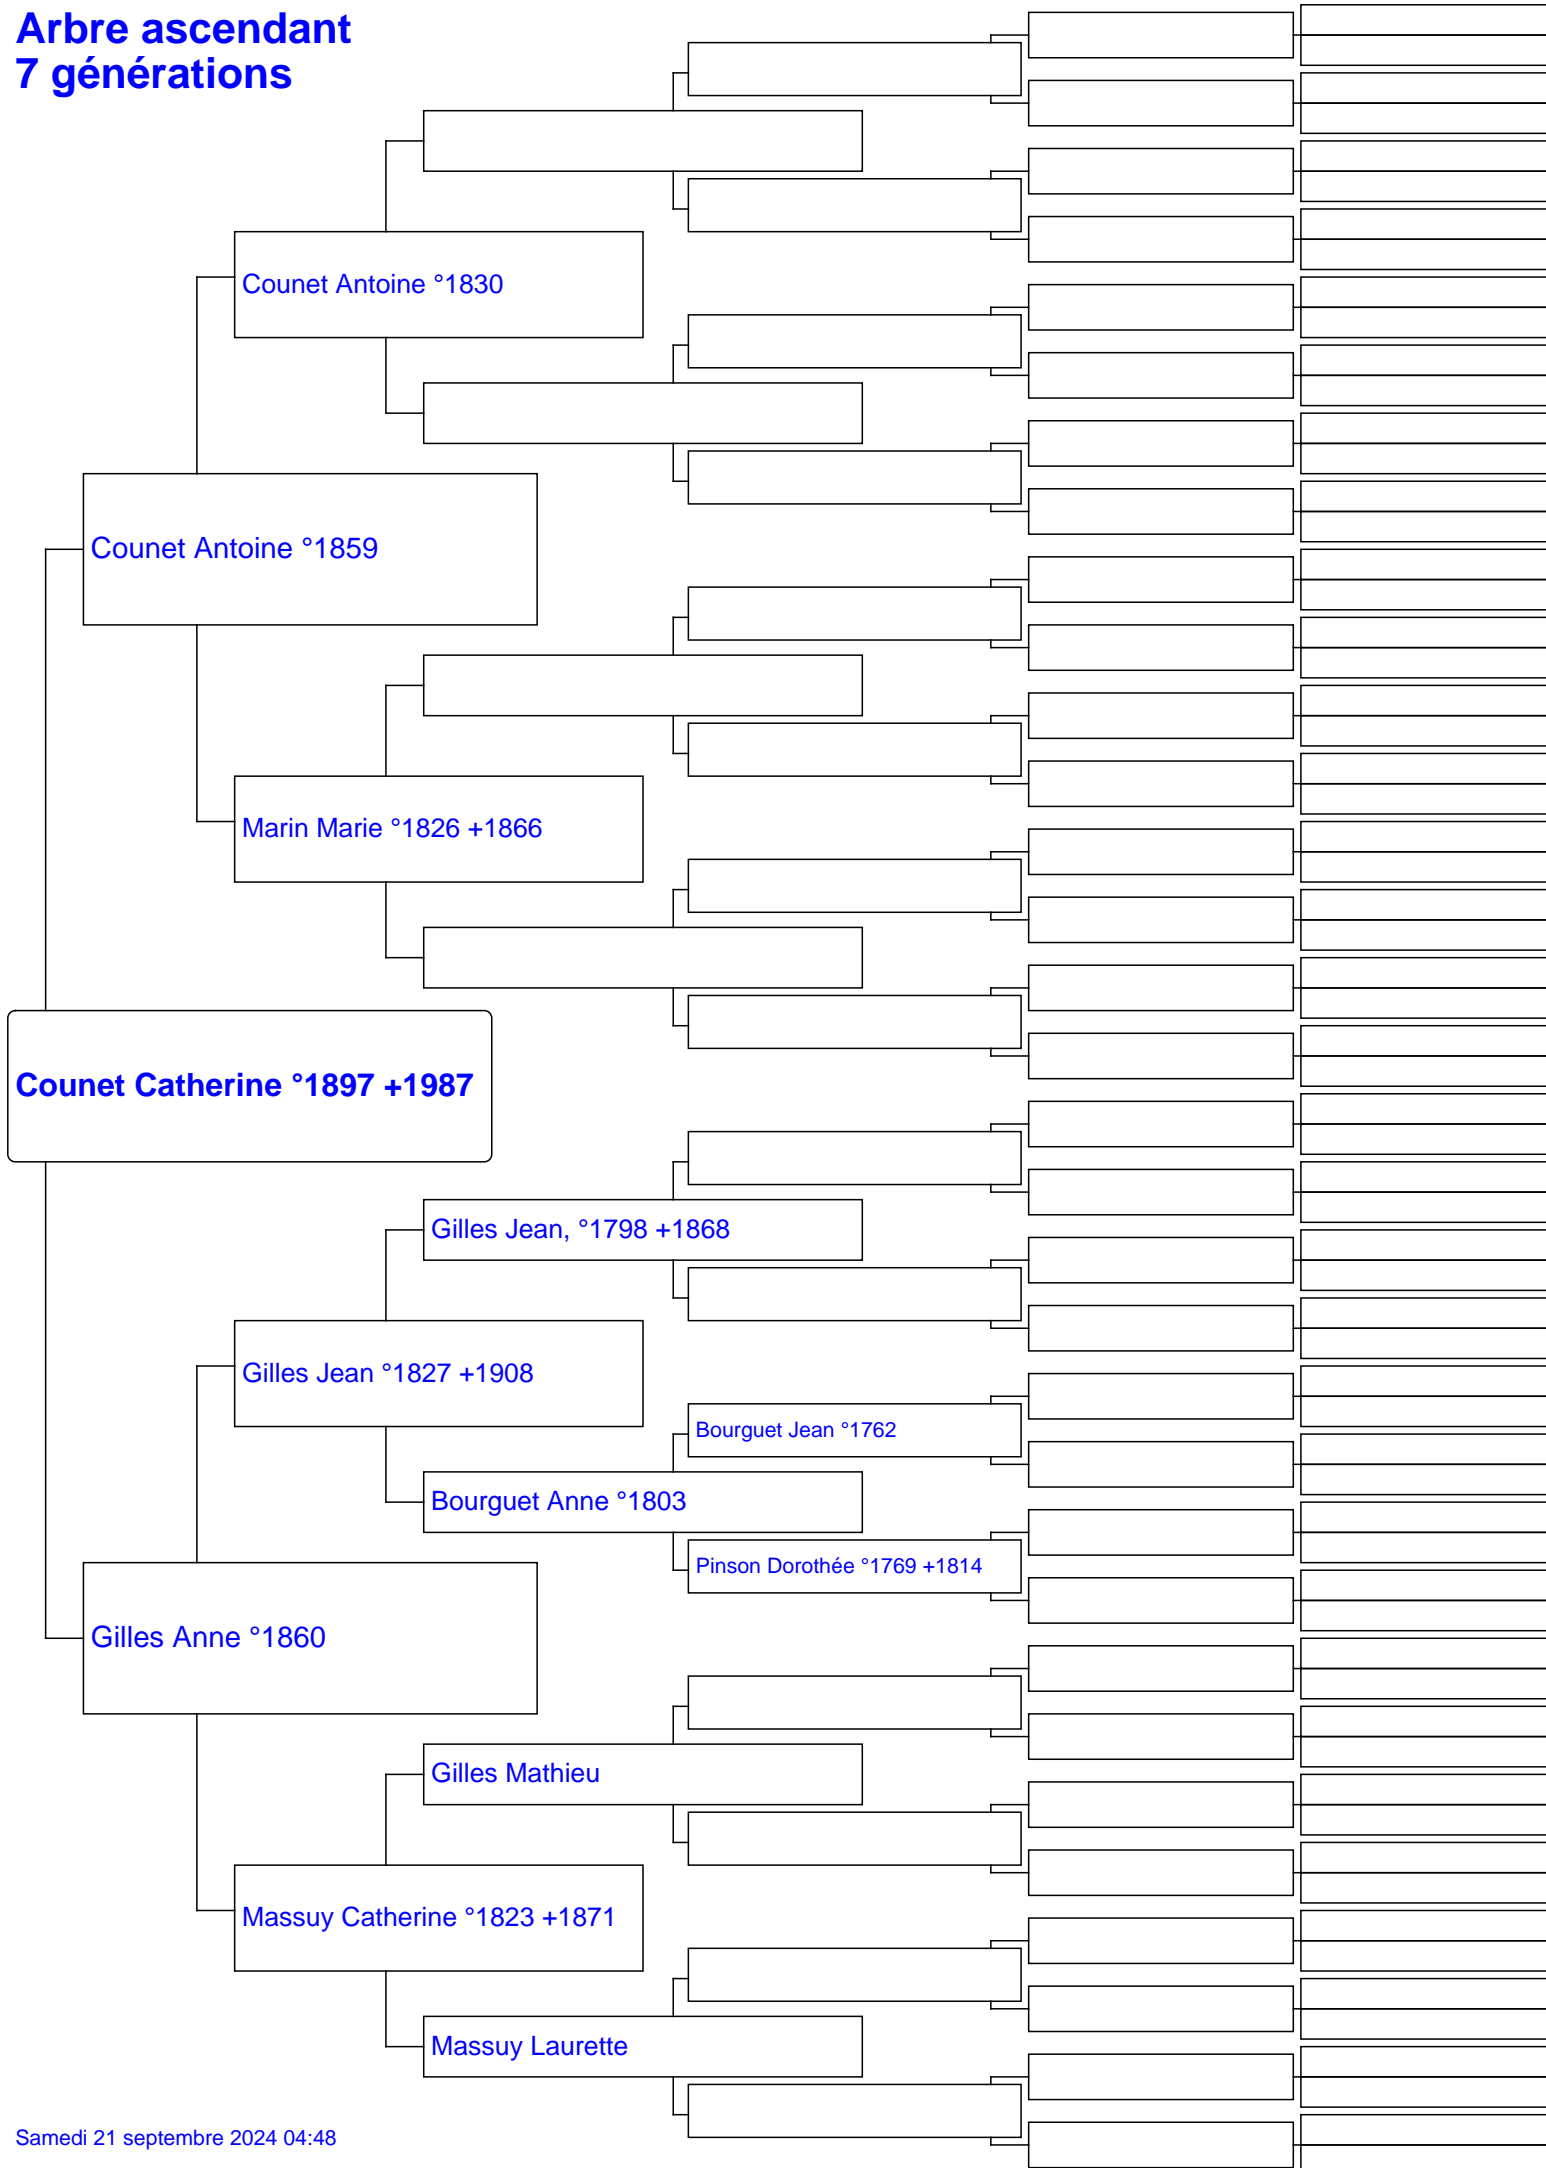 Arbre ascendant
7 générations
Counet Antoine °1830
Counet Antoine °1859
Marin Marie °1826 +1866
Counet Catherine °1897 +1987
Gilles Jean, °1798 +1868
Gilles Jean °1827 +1908
Bourguet Jean °1762
Bourguet Anne °1803
Pinson Dorothée °1769 +1814
Gilles Anne °1860
Gilles Mathieu
Massuy Catherine °1823 +1871
Massuy Laurette
Samedi 21 septembre 2024 04:48